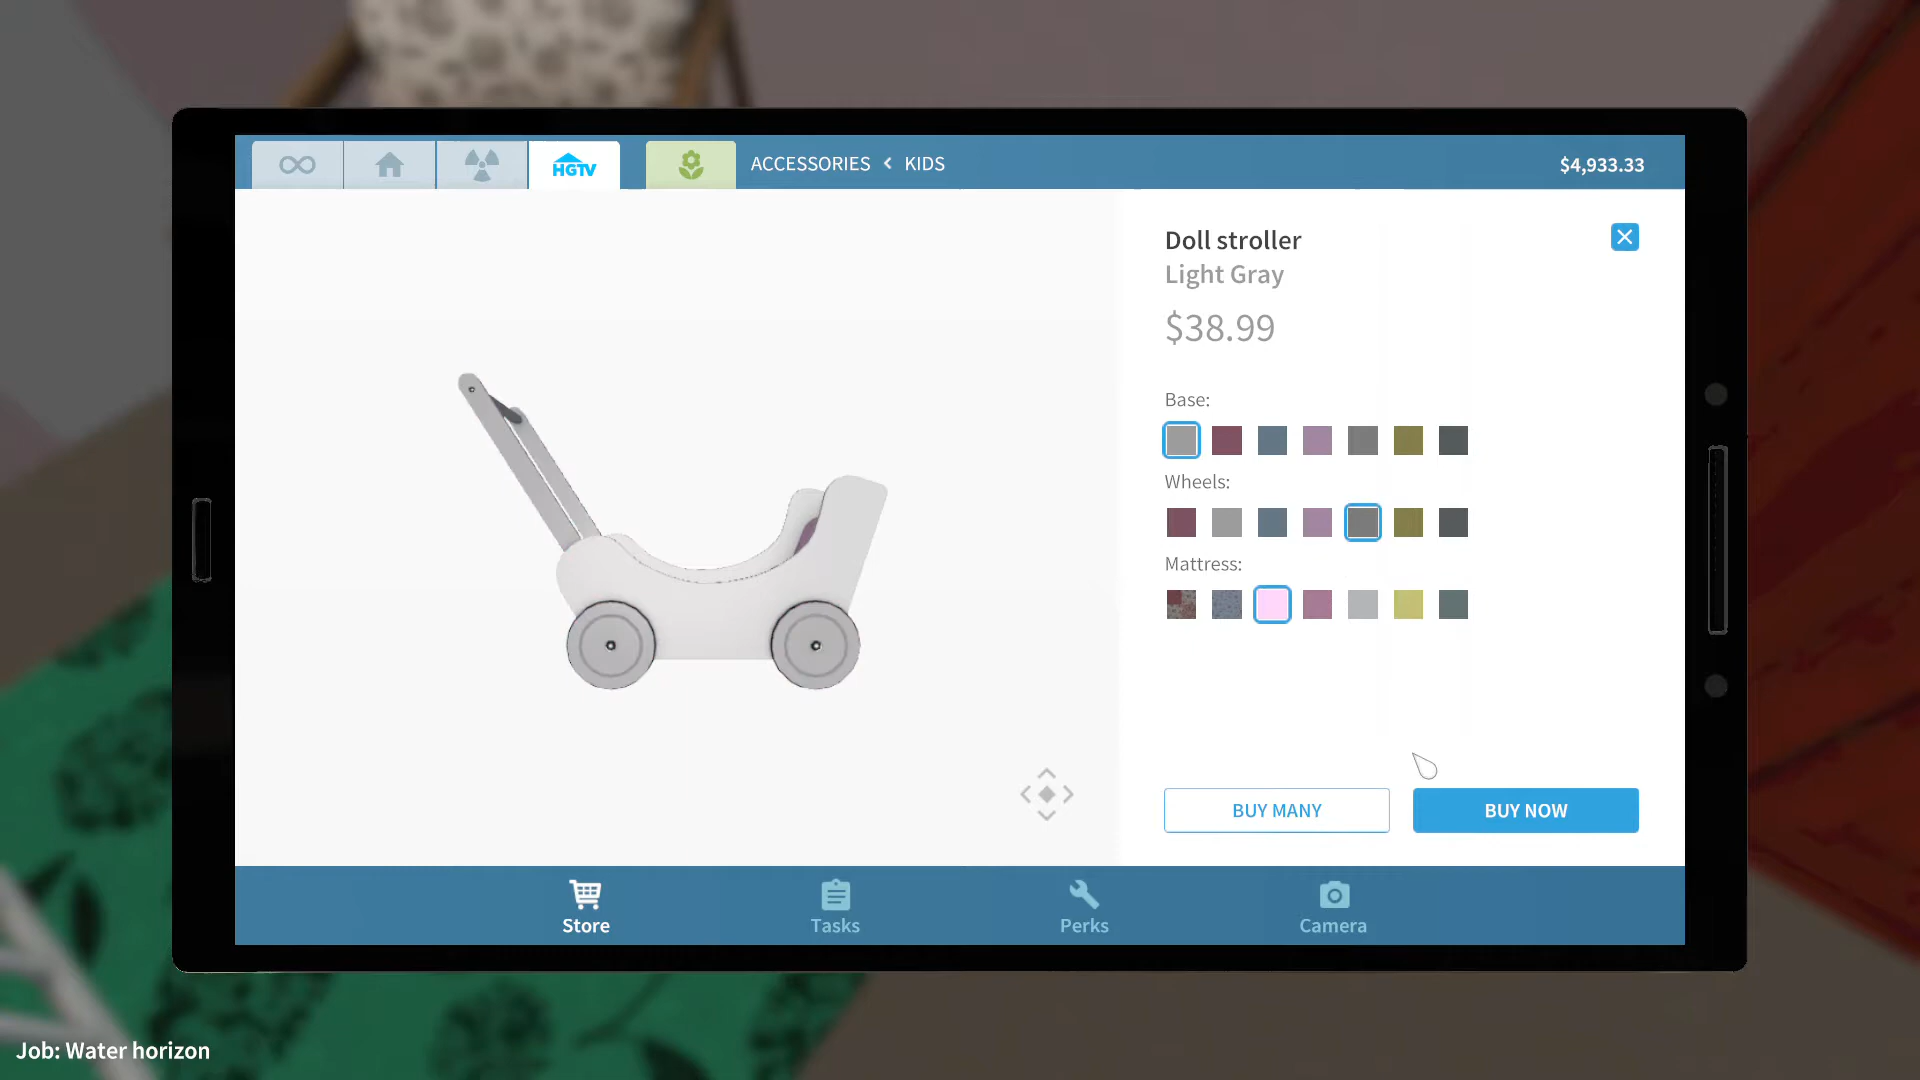 HGTV
ACCESSORIES < KIDS
$4,933.33
Doll stroller
Light Gray
$38.99
Base:
Wheels:
Mattress:
BUY MANY
BUY NOW
Store
Tasks
Perks
Camera
Job: Water horizon